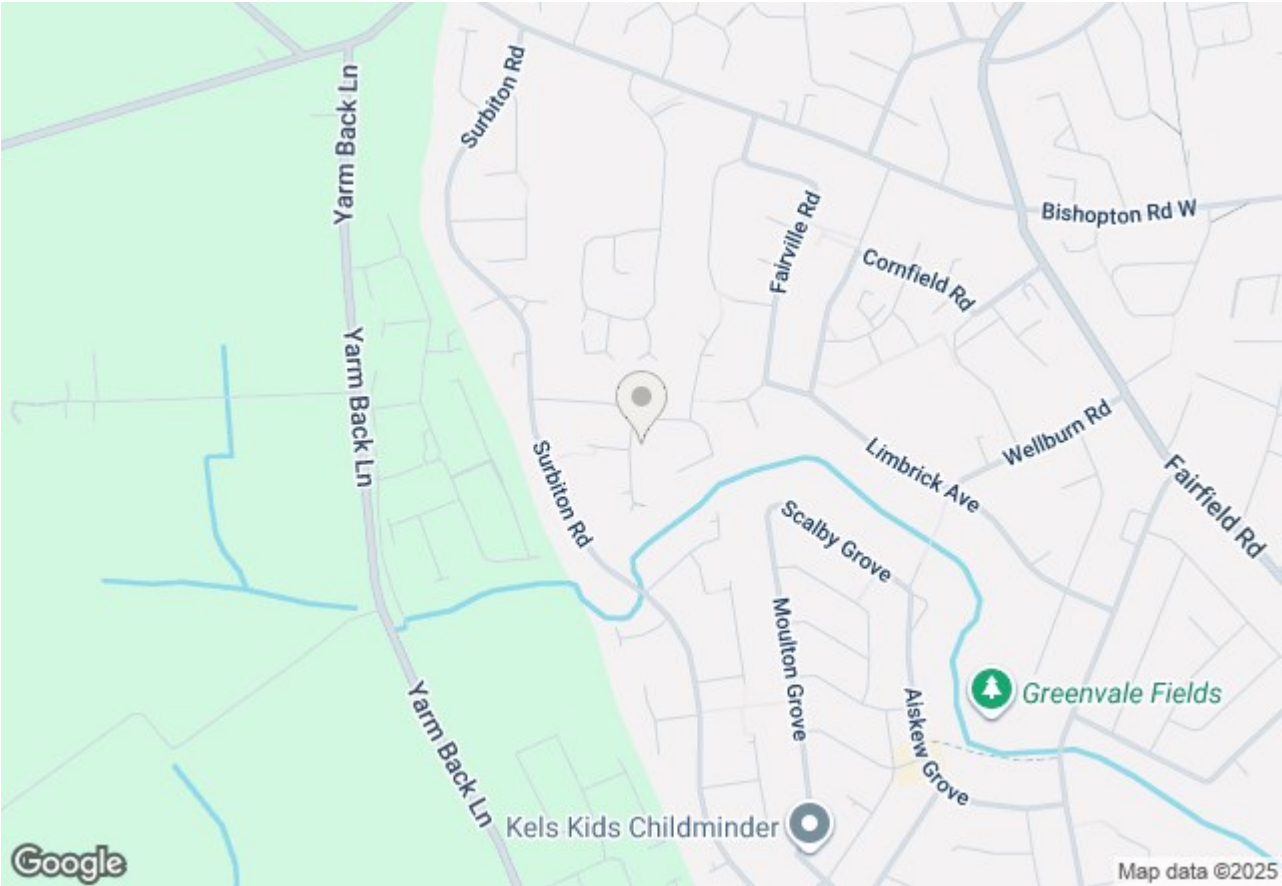 Surbiton Rd
Yarm Back Ln
Bishopton Rd W
Fairville Rd
Cornfield Rd
Yarm Back Ln
Wellburn Rd
Limbrick Ave
Surbiton Rd
Fairfield Rd
Scalby Grove
Moulton Grove
Greenvale Fields
Aiskew Grove
Yarm Back Ln
Kels Kids Childminder
Google
Map data ©2025